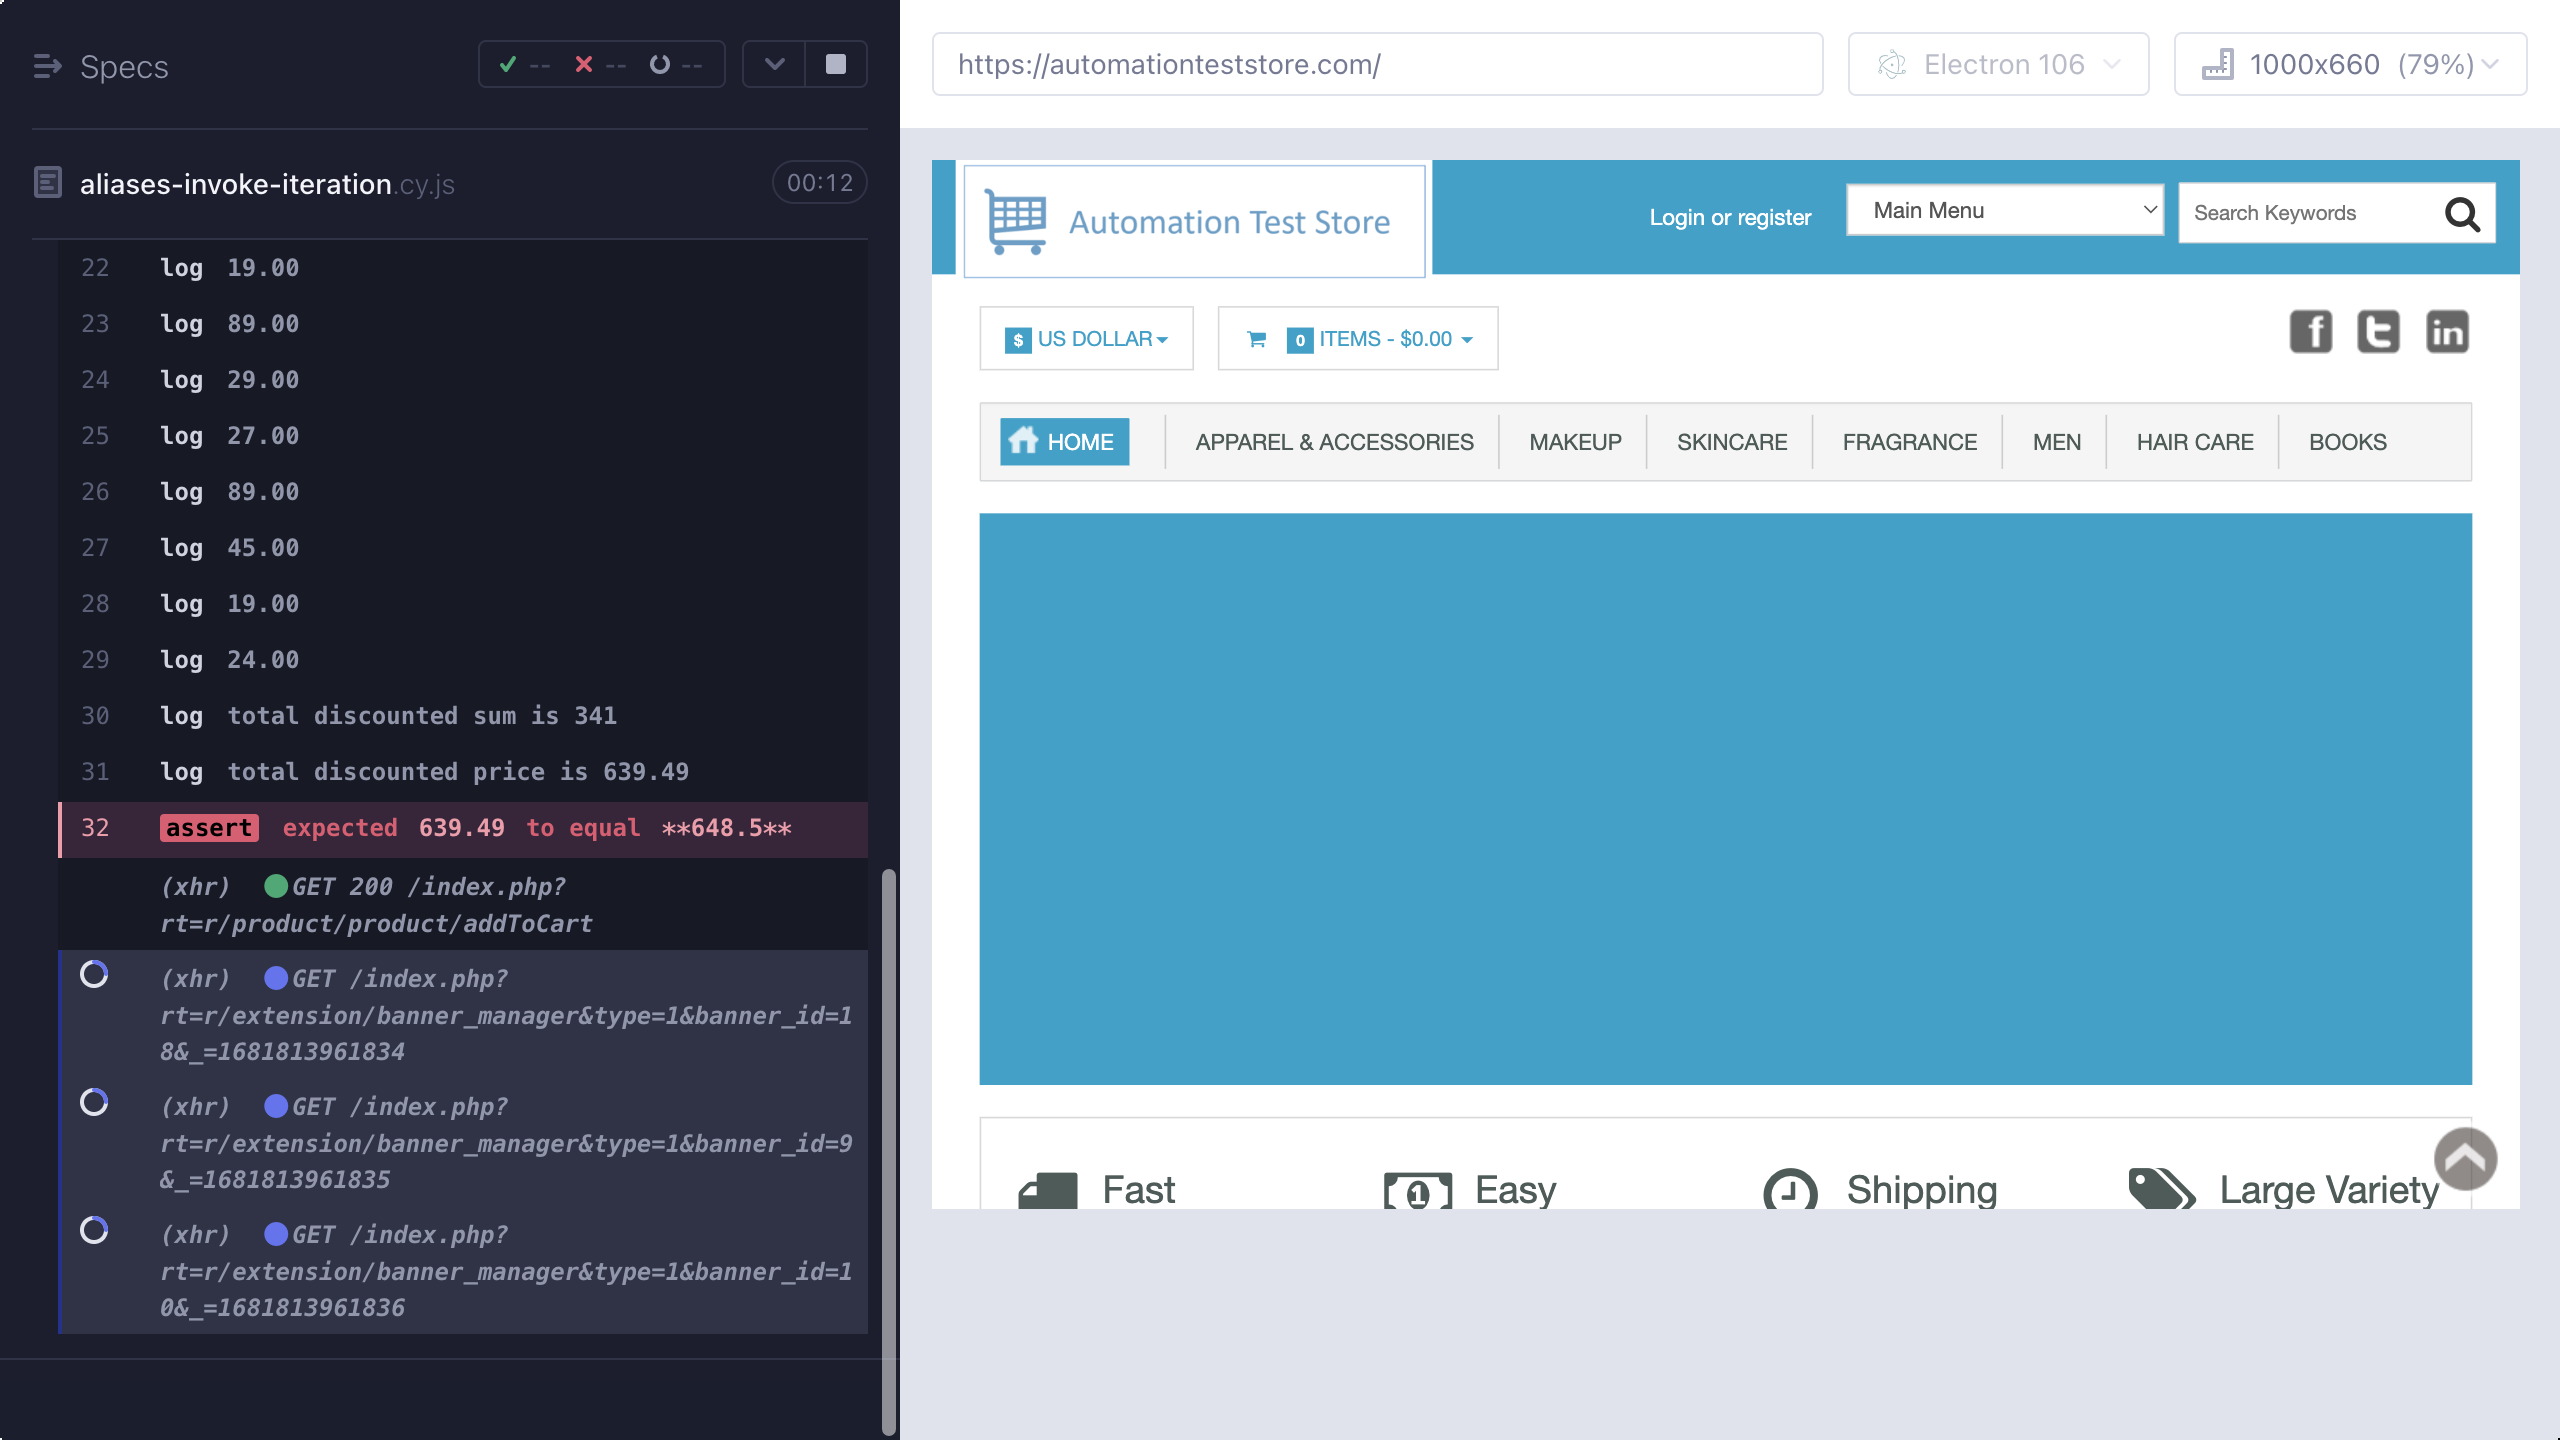 Specs
-- -- --
aliases-invoke-iteration.cy.js
00:12
22 log 19.00
23 log 89.00
24 log 29.00
25 log 27.00
26 log 89.00
27 log 45.00
28 log 19.00
29 log 24.00
30 log total discounted sum is 341
31 log total discounted price is 639.49
32 assert expected 639.49 to equal **648.5**
(xhr) GET 200 /index.php?
rt=r/product/product/addToCart
(xhr) GET /index.php?
rt=r/extension/banner_manager&type=1&banner_id=1
8&_=1681813961834
(xhr) GET /index.php?
rt=r/extension/banner_manager&type=1&banner_id=9
&_=1681813961835
(xhr) GET /index.php?
rt=r/extension/banner_manager&type=1&banner_id=1
0&_=1681813961836
https://automationteststore.com/
Electron 106
1000x660 (79%)
Automation Test Store
Login or register
Main Menu
Search Keywords
$ US DOLLAR
0 ITEMS - $0.00
f t in
HOME APPAREL & ACCESSORIES MAKEUP SKINCARE FRAGRANCE MEN HAIR CARE BOOKS
Fast 1 Easy Shipping Large Variety